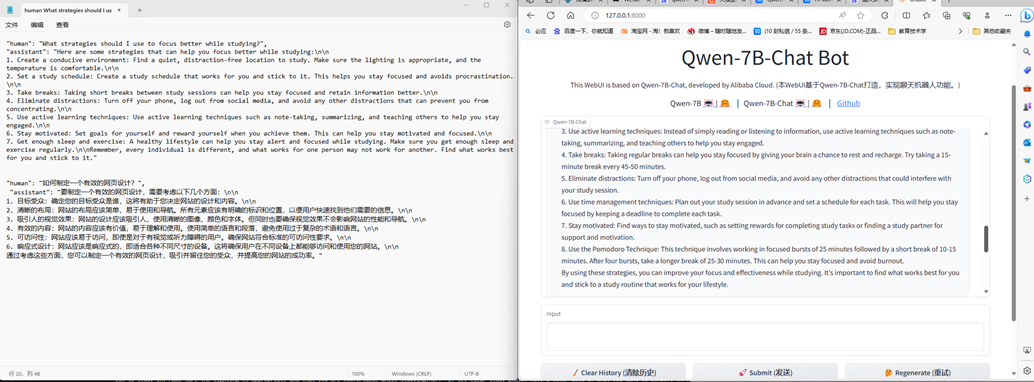 human What strategies should I us
文件 编辑 查看
"human": "What strategies should I use to focus better while studying?",
"assistant": "Here are some strategies that can help you focus better while studying:\n\n
1. Create a conducive environment: Find a quiet, distraction-free location to study. Make sure the lighting is appropriate, and the
temperature is comfortable.\n\n
2. Set a study schedule: Create a study schedule that works for you and stick to it. This helps you stay focused and avoids procrastination.
\n\n
3. Take breaks: Taking short breaks between study sessions can help you stay focused and retain information better.\n\n
4. Eliminate distractions: Turn off your phone, log out from social media, and avoid any other distractions that can prevent you from
concentrating.\n\n
5. Use active learning techniques: Use active learning techniques such as note-taking, summarizing, and teaching others to help you stay
engaged.\n\n
6. Stay motivated: Set goals for yourself and reward yourself when you achieve them. This can help you stay motivated and focused.\n\n
7. Get enough sleep and exercise: A healthy lifestyle can help you stay alert and focused while studying. Make sure you get enough sleep and
exercise regularly.\n\nRemember, every individual is different, and what works for one person may not work for another. Find what works best
for you and stick to it."
"human": "如何制定一个有效的网页设计？",
"assistant": "要制定一个有效的网页设计，需要考虑以下几个方面：\n\n
1. 目标受众：确定您的目标受众是谁，这将有助于您决定网站的设计和内容。\n\n
2. 清晰的布局：网站的布局应该简单，易于使用和导航。所有元素应该有明确的标识和位置，以便用户快速找到他们需要的信息。\n\n
3. 吸引人的视觉效果：网站的设计应该吸引人，使用清晰的图像、颜色和字体。但同时也要确保视觉效果不会影响网站的性能和导航。\n\n
4. 有效的内容：网站的内容应该有价值，易于理解和使用。使用简单的语言和段落，避免使用过于复杂的术语和语言。\n\n
5. 可访问性：网站应该易于访问，即使是对于有视觉或听力障碍的用户。确保网站符合标准的可访问性要求。\n\n
6. 响应式设计：网站应该是响应式的，即适合各种不同尺寸的设备。这将确保用户在不同设备上都能够访问和使用您的网站。\n\n
通过考虑这些方面，您可以制定一个有效的网页设计，吸引并留住您的受众，并提高您的网站的成功率。"
行 20，列 48 100% Windows (CRLF) UTF-8
127.0.0.1:8000
必应 百度一下，你就知道 淘宝网 - 淘！我喜欢 教育技术学 其他收藏夹
Qwen-7B-Chat Bot
This WebUI is based on Qwen-7B-Chat, developed by Alibaba Cloud. (本WebUI基于Qwen-7B-Chat打造，实现聊天机器人功能。)
Qwen-7B | Qwen-7B-Chat | Github
Qwen-7B-Chat
3. Use active learning techniques: Instead of simply reading or listening to information, use active learning techniques such as note-
taking, summarizing, and teaching others to help you stay engaged.
4. Take breaks: Taking regular breaks can help you stay focused by giving your brain a chance to rest and recharge. Try taking a 15-
minute break every 45-50 minutes.
5. Eliminate distractions: Turn off your phone, log out from social media, and avoid any other distractions that could interfere with
your study session.
6. Use time management techniques: Plan out your study session in advance and set a schedule for each task. This will help you stay
focused by keeping a deadline to complete each task.
7. Stay motivated: Find ways to stay motivated, such as setting rewards for completing study tasks or finding a study partner for
support and motivation.
8. Use the Pomodoro Technique: This technique involves working in focused bursts of 25 minutes followed by a short break of 10-15
minutes. After four bursts, take a longer break of 25-30 minutes. This can help you stay focused and avoid burnout.
By using these strategies, you can improve your focus and effectiveness while studying. It's important to find what works best for you
and stick to a study routine that works for your lifestyle.
Input
Clear History (清除历史) Submit (发送) Regenerate (重试)